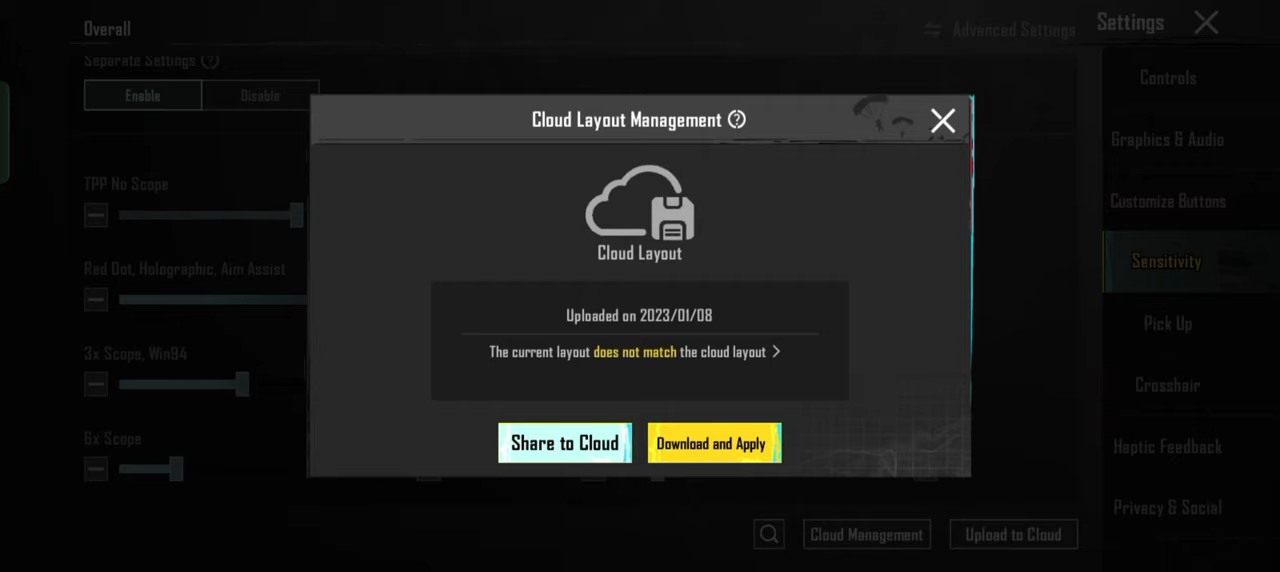 Overall
Advanced Settings
Settings
Separate Settings
Enable
Disable
Cloud Layout Management
Controls
Graphics & Audio
TPP No Scope
Customize Buttons
Cloud Layout
Red Dot, Holographic, Aim Assist
Sensitivity
Uploaded on 2023/01/08
Pick Up
3x Scope, Win94
The current layout does not match the cloud layout >
Crosshair
6x Scope
Share to Cloud
Download and Apply
Haptic Feedback
Privacy & Social
Cloud Management
Upload to Cloud